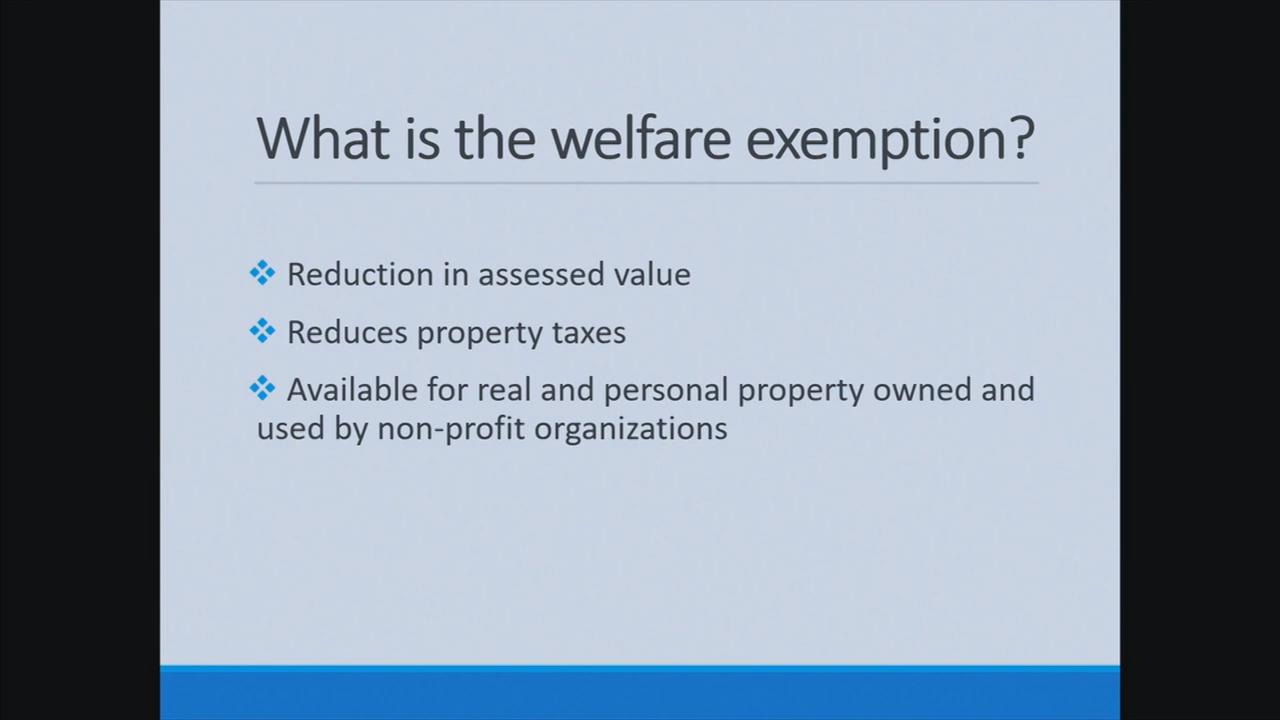 What is the welfare exemption?
Reduction in assessed value
Reduces property taxes
Available for real and personal property owned and
used by non-profit organizations